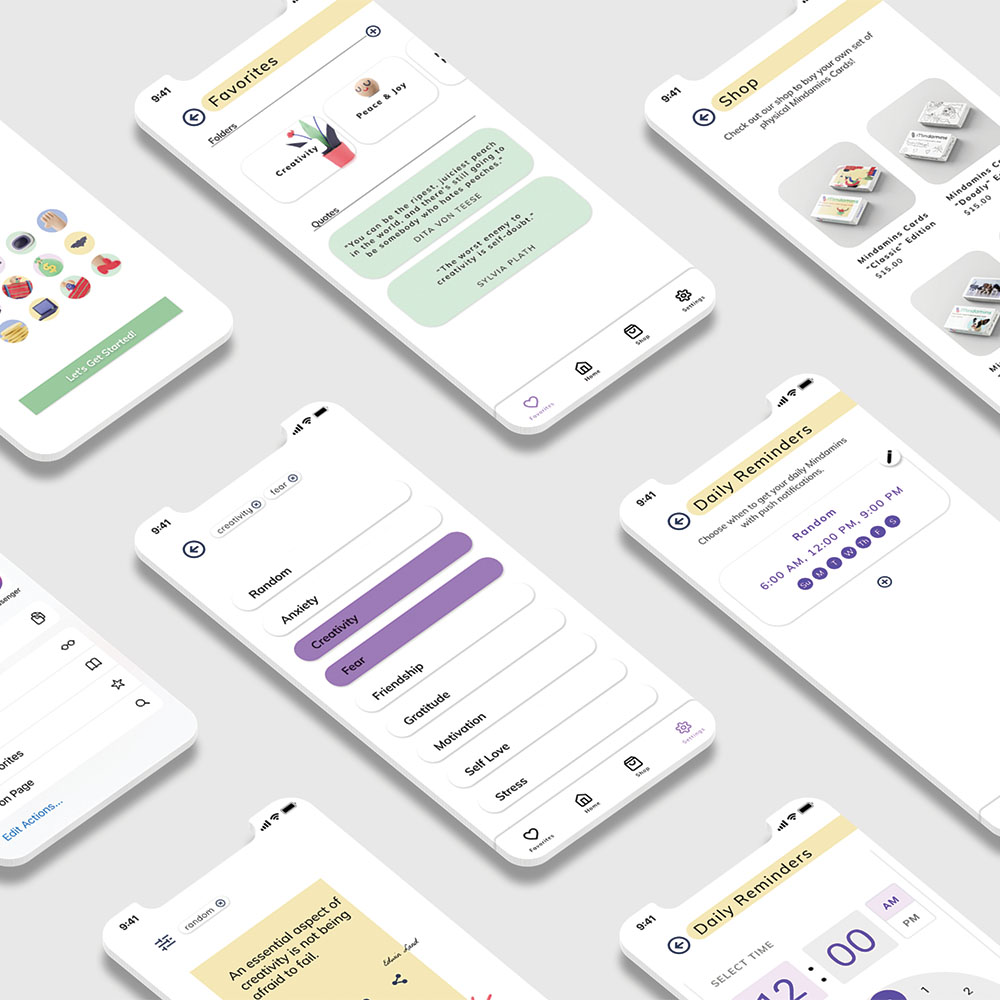 Let's Get Started!
9:41
Favorites
Folders
Creativity
Peace & Joy
Quotes
"You can be the ripest, juiciest peach
in the world, and there's still going to
be somebody who hates peaches."
DITA VON TEESE
"The worst enemy to
creativity is self-doubt."
SYLVIA PLATH
Favorites
Home
Shop
Settings
9:41
Shop
Check out our shop to buy your own set of
physical Mindamins Cards!
Mindamins Cards
"Classic" Edition
$15.00
Mindamins
"Doodly"
$15.00
Edit Actions...
on Page
9:41
creativity
fear
Random
Anxiety
Creativity
Fear
Friendship
Gratitude
Motivation
Self Love
Stress
Favorites
Home
Shop
Settings
9:41
Daily Reminders
Choose when to get your daily Mindamins
with push notifications.
Random
6:00 AM, 12:00 PM, 9:00 PM
Su M T W Th F S
9:41
random
An essential aspect of
creativity is not being
afraid to fail.
Edwin Land
9:41
Daily Reminders
SELECT TIME
12 : 00
AM
PM
1
2